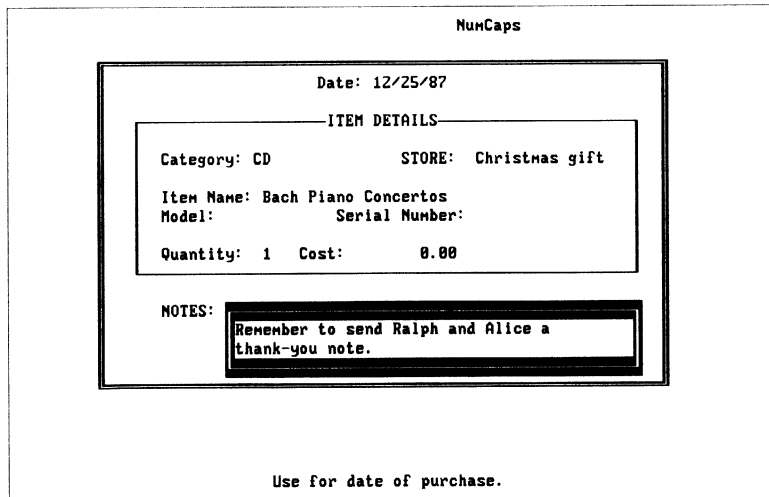 NumCaps
Date: 12/25/87
ITEM DETAILS
Category: CD STORE: Christmas gift
Item Name: Bach Piano Concertos
Model: Serial Number:
Quantity: 1 Cost: 0.00
NOTES:
Remember to send Ralph and Alice a
thank-you note.
Use for date of purchase.